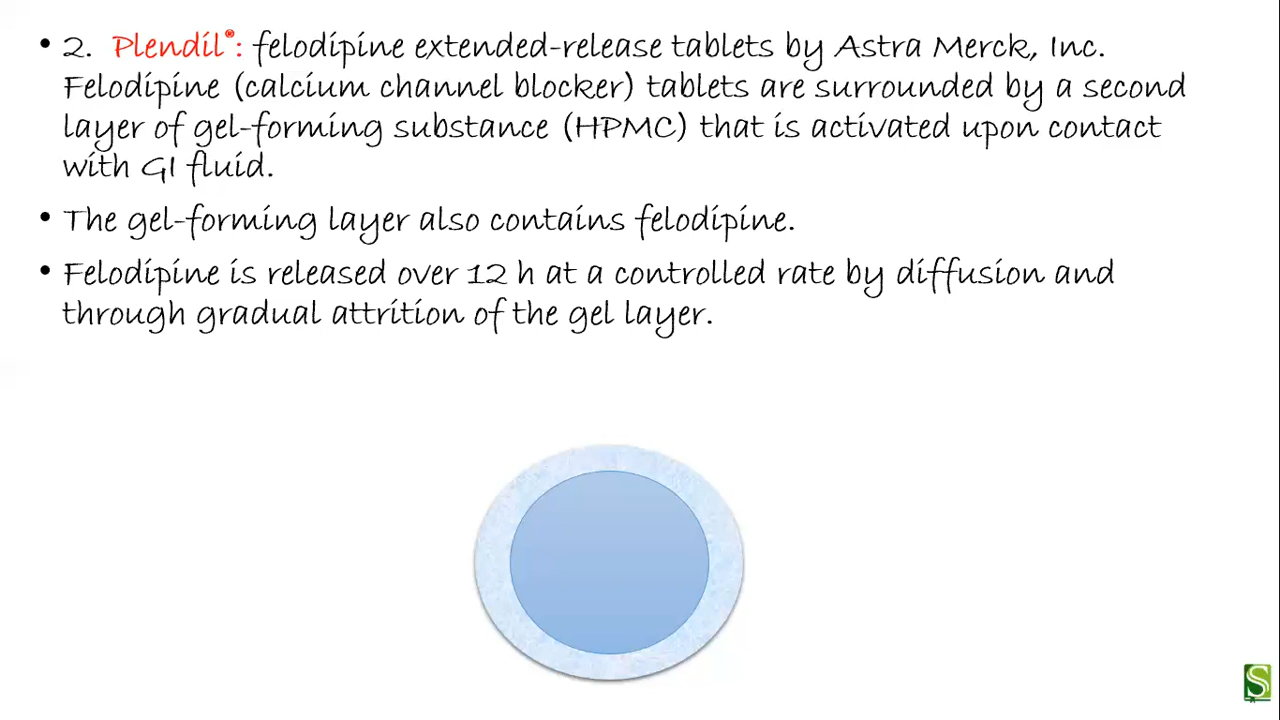 • 2. Plendil®: felodipine extended-release tablets by Astra Merck, Inc.
Felodipine (calcium channel blocker) tablets are surrounded by a second
layer of gel-forming substance (HPMC) that is activated upon contact
with GI fluid.
• The gel-forming layer also contains felodipine.
• Felodipine is released over 12 h at a controlled rate by diffusion and
through gradual attrition of the gel layer.
S